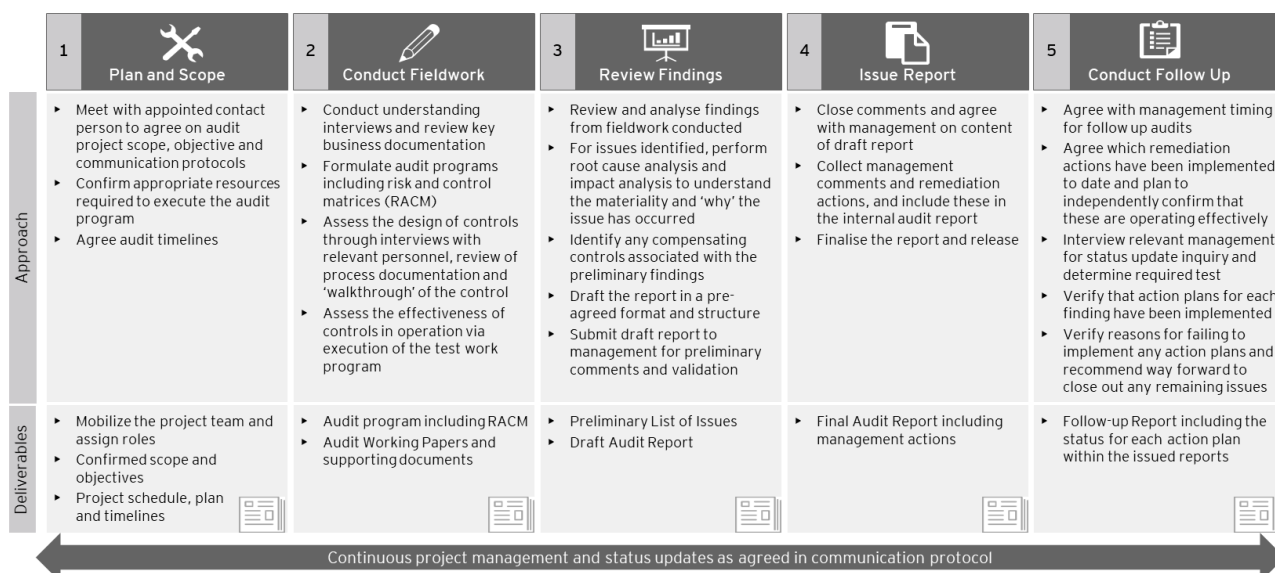 1
Plan and Scope
2
Conduct Fieldwork
3
Review Findings
4
Issue Report
5
Conduct Follow Up
Approach
▸ Meet with appointed contact
person to agree on audit
project scope, objective and
communication protocols
▸ Confirm appropriate resources
required to execute the audit
program
▸ Agree audit timelines
▸ Conduct understanding
interviews and review key
business documentation
▸ Formulate audit programs
including risk and control
matrices (RACM)
▸ Assess the design of controls
through interviews with
relevant personnel, review of
process documentation and
‘walkthrough’ of the control
▸ Assess the effectiveness of
controls in operation via
execution of the test work
program
▸ Review and analyse findings
from fieldwork conducted
▸ For issues identified, perform
root cause analysis and
impact analysis to understand
the materiality and ‘why’ the
issue has occurred
▸ Identify any compensating
controls associated with the
preliminary findings
▸ Draft the report in a pre-
agreed format and structure
▸ Submit draft report to
management for preliminary
comments and validation
▸ Close comments and agree
with management on content
of draft report
▸ Collect management
comments and remediation
actions, and include these in
the internal audit report
▸ Finalise the report and release
▸ Agree with management timing
for follow up audits
▸ Agree which remediation
actions have been implemented
to date and plan to
independently confirm that
these are operating effectively
▸ Interview relevant management
for status update inquiry and
determine required test
▸ Verify that action plans for each
finding have been implemented
▸ Verify reasons for failing to
implement any action plans and
recommend way forward to
close out any remaining issues
Deliverables
▸ Mobilize the project team and
assign roles
▸ Confirmed scope and
objectives
▸ Project schedule, plan
and timelines
▸ Audit program including RACM
▸ Audit Working Papers and
supporting documents
▸ Preliminary List of Issues
▸ Draft Audit Report
▸ Final Audit Report including
management actions
▸ Follow-up Report including the
status for each action plan
within the issued reports
Continuous project management and status updates as agreed in communication protocol